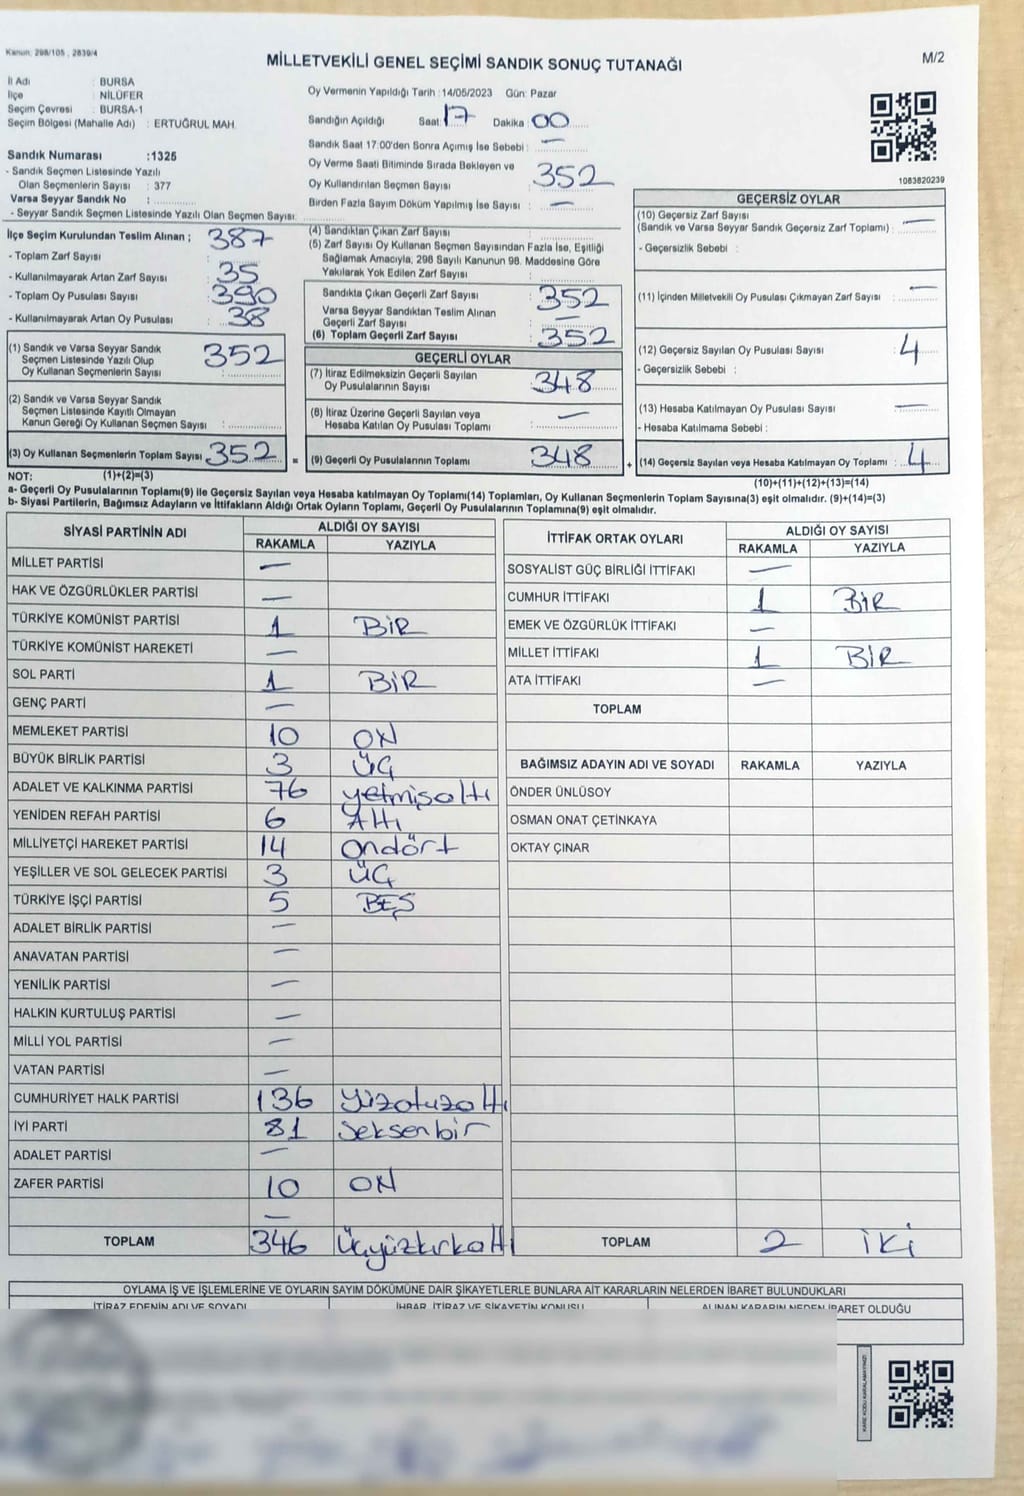 Kanun: 298/105 , 2839/4
MİLLETVEKİLİ GENEL SEÇİMİ SANDIK SONUÇ TUTANAĞI
M/2
İl Adı : BURSA
İlçe : NİLÜFER
Seçim Çevresi : BURSA-1
Seçim Bölgesi (Mahalle Adı) : ERTUĞRUL MAH.
Sandık Numarası :1325
- Sandık Seçmen Listesinde Yazılı
Olan Seçmenlerin Sayısı : 377
Varsa Seyyar Sandık No :
- Seyyar Sandık Seçmen Listesinde Yazılı Olan Seçmen Sayısı:
Oy Vermenin Yapıldığı Tarih :14/05/2023 Gün: Pazar
Sandığın Açıldığı Saat : 17 Dakika : 00
Sandık Saat 17:00'den Sonra Açılmış İse Sebebi : —
Oy Verme Saati Bitiminde Sırada Bekleyen ve
Oy Kullandırılan Seçmen Sayısı : 352
Birden Fazla Sayım Döküm Yapılmış İse Sayısı : —
1083820239
İlçe Seçim Kurulundan Teslim Alınan ;
- Toplam Zarf Sayısı : 387
- Kullanılmayarak Artan Zarf Sayısı : 35
- Toplam Oy Pusulası Sayısı : 390
- Kullanılmayarak Artan Oy Pusulası : 38
(1) Sandık ve Varsa Seyyar Sandık
Seçmen Listesinde Yazılı Olup
Oy Kullanan Seçmenlerin Sayısı : 352
(2) Sandık ve Varsa Seyyar Sandık
Seçmen Listesinde Kayıtlı Olmayan
Kanun Gereği Oy Kullanan Seçmen Sayısı :
(3) Oy Kullanan Seçmenlerin Toplam Sayısı : 352 =
(4) Sandıktan Çıkan Zarf Sayısı :
(5) Zarf Sayısı Oy Kullanan Seçmen Sayısından Fazla İse, Eşitliği
Sağlamak Amacıyla, 298 Sayılı Kanunun 98. Maddesine Göre
Yakılarak Yok Edilen Zarf Sayısı :
Sandıkta Çıkan Geçerli Zarf Sayısı : 352
Varsa Seyyar Sandıktan Teslim Alınan
Geçerli Zarf Sayısı : —
(6) Toplam Geçerli Zarf Sayısı : 352
GEÇERLİ OYLAR
(7) İtiraz Edilmeksizin Geçerli Sayılan
Oy Pusulalarının Sayısı : 348
(8) İtiraz Üzerine Geçerli Sayılan veya
Hesaba Katılan Oy Pusulası Toplamı : —
(9) Geçerli Oy Pusulalarının Toplamı : 348 +
GEÇERSİZ OYLAR
(10) Geçersiz Zarf Sayısı
(Sandık ve Varsa Seyyar Sandık Geçersiz Zarf Toplamı) : —
- Geçersizlik Sebebi :
(11) İçinden Milletvekili Oy Pusulası Çıkmayan Zarf Sayısı : —
(12) Geçersiz Sayılan Oy Pusulası Sayısı : 4
- Geçersizlik Sebebi :
(13) Hesaba Katılmayan Oy Pusulası Sayısı : —
- Hesaba Katılmama Sebebi :
(14) Geçersiz Sayılan veya Hesaba Katılmayan Oy Toplamı : 4
NOT: (1)+(2)=(3)
(10)+(11)+(12)+(13)=(14)
a- Geçerli Oy Pusulalarının Toplamı(9) ile Geçersiz Sayılan veya Hesaba katılmayan Oy Toplamı(14) Toplamları, Oy Kullanan Seçmenlerin Toplam Sayısına(3) eşit olmalıdır. (9)+(14)=(3)
b- Siyasi Partilerin, Bağımsız Adayların ve İttifakların Aldığı Ortak Oyların Toplamı, Geçerli Oy Pusulalarının Toplamına(9) eşit olmalıdır.
SİYASİ PARTİNİN ADI ALDIĞI OY SAYISI
RAKAMLA YAZIYLA
MİLLET PARTİSİ —
HAK VE ÖZGÜRLÜKLER PARTİSİ —
TÜRKİYE KOMÜNİST PARTİSİ 1 BİR
TÜRKİYE KOMÜNİST HAREKETİ —
SOL PARTİ 1 BİR
GENÇ PARTİ —
MEMLEKET PARTİSİ 10 ON
BÜYÜK BİRLİK PARTİSİ 3 ÜÇ
ADALET VE KALKINMA PARTİSİ 76 yetmişaltı
YENİDEN REFAH PARTİSİ 6 Altı
MİLLİYETÇİ HAREKET PARTİSİ 14 ondört
YEŞİLLER VE SOL GELECEK PARTİSİ 3 ÜÇ
TÜRKİYE İŞÇİ PARTİSİ 5 BEŞ
ADALET BİRLİK PARTİSİ —
ANAVATAN PARTİSİ —
YENİLİK PARTİSİ —
HALKIN KURTULUŞ PARTİSİ —
MİLLİ YOL PARTİSİ —
VATAN PARTİSİ —
CUMHURİYET HALK PARTİSİ 136 yüzotuzaltı
İYİ PARTİ 81 seksenbir
ADALET PARTİSİ —
ZAFER PARTİSİ 10 ON
—
TOPLAM 346 Üçyüzkırkaltı
İTTİFAK ORTAK OYLARI ALDIĞI OY SAYISI
RAKAMLA YAZIYLA
SOSYALİST GÜÇ BİRLİĞİ İTTİFAKI —
CUMHUR İTTİFAKI 1 BİR
EMEK VE ÖZGÜRLÜK İTTİFAKI —
MİLLET İTTİFAKI 1 BİR
ATA İTTİFAKI —
TOPLAM
BAĞIMSIZ ADAYIN ADI VE SOYADI RAKAMLA YAZIYLA
ÖNDER ÜNLÜSOY
OSMAN ONAT ÇETİNKAYA
OKTAY ÇINAR
TOPLAM 2 İKİ
OYLAMA İŞ VE İŞLEMLERİNE VE OYLARIN SAYIM DÖKÜMÜNE DAİR ŞİKAYETLERLE BUNLARA AİT KARARLARIN NELERDEN İBARET BULUNDUKLARI
İTİRAZ EDENİN ADI VE SOYADI İHBAR, İTİRAZ VE ŞİKAYETİN KONUSU ALINAN KARARIN NEDEN İBARET OLDUĞU
KARE KODU KARALAMAYINIZ!